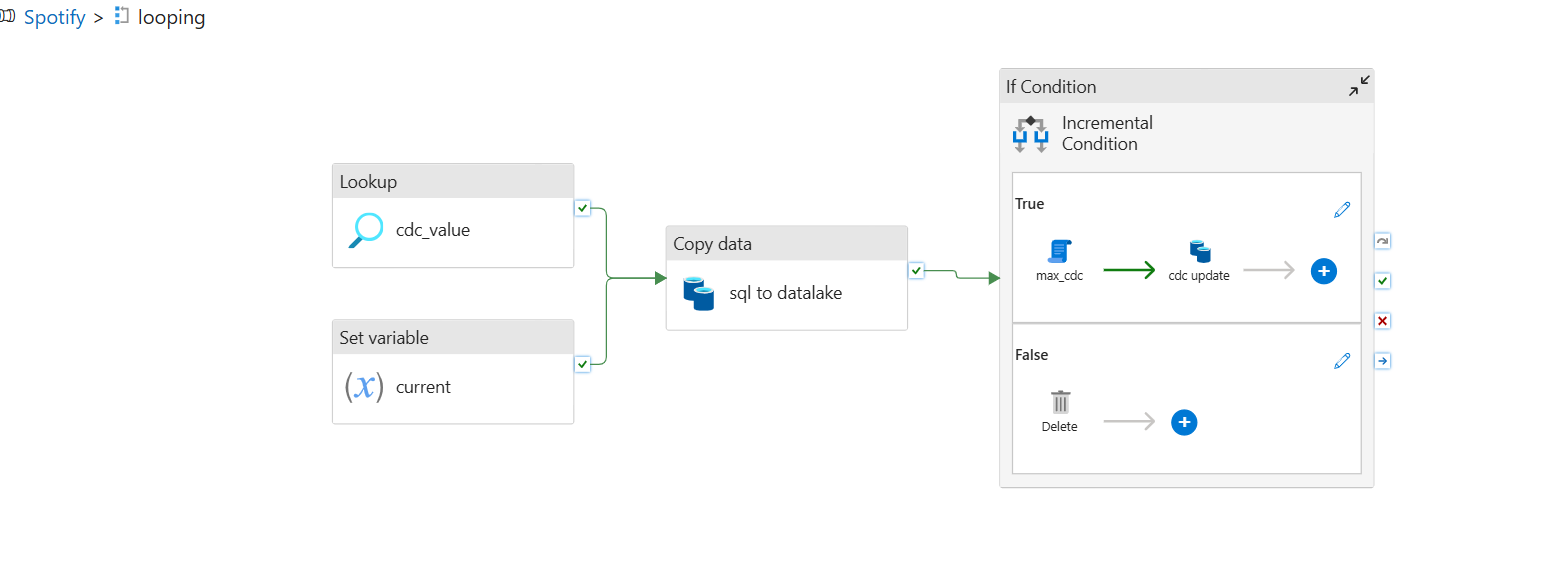 Spotify > looping
If Condition
Incremental
Condition
Lookup
cdc_value
True
Copy data
max_cdc
cdc update
sql to datalake
Set variable
(x) current
False
Delete